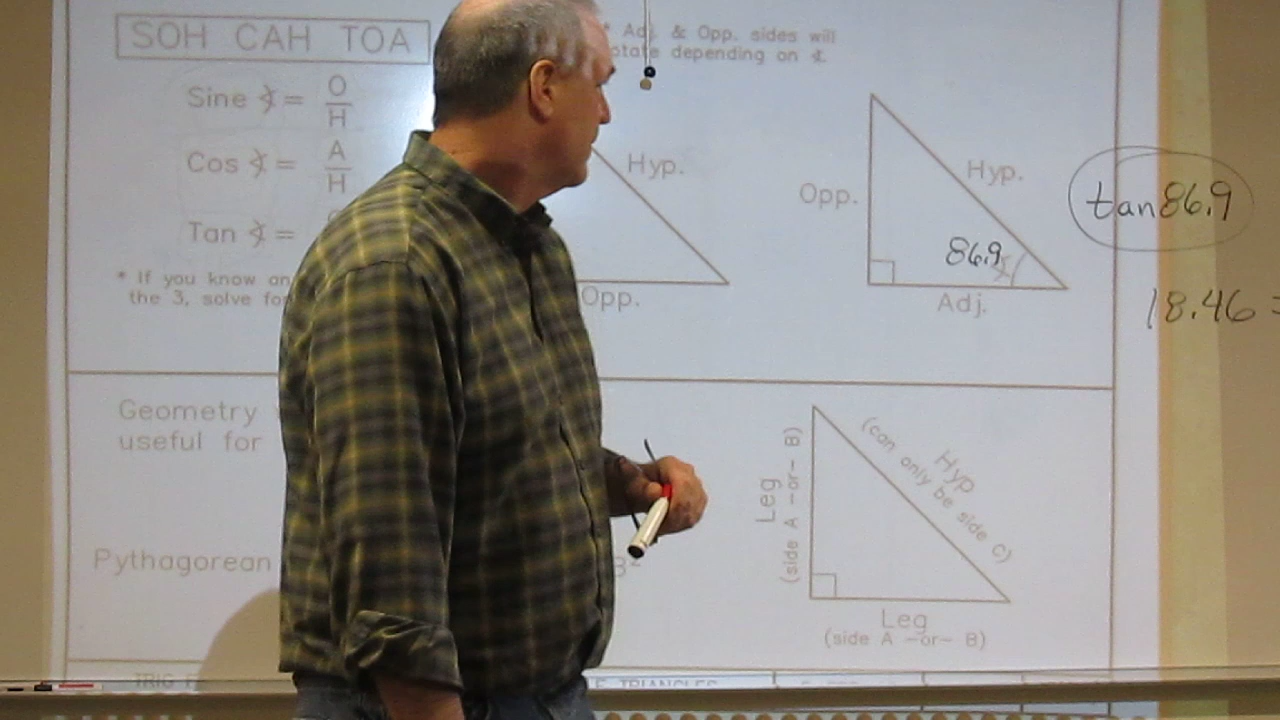 SOH CAH TOA
* Adj. & Opp. sides will
rotate depending on ∡.
Sine ∡ = O
H
Cos ∡ = A
H
Tan ∡ =
* If you know
the 3, solve
Hyp.
Opp.
Opp.
Hyp.
86.9
Adj.
tan 86.9
18.46 =
Geometry
useful for
Pythagorean
B²
Leg
(side A -or- B)
Hyp
(can only be side C)
Leg
(side A -or- B)
TRIANGLES